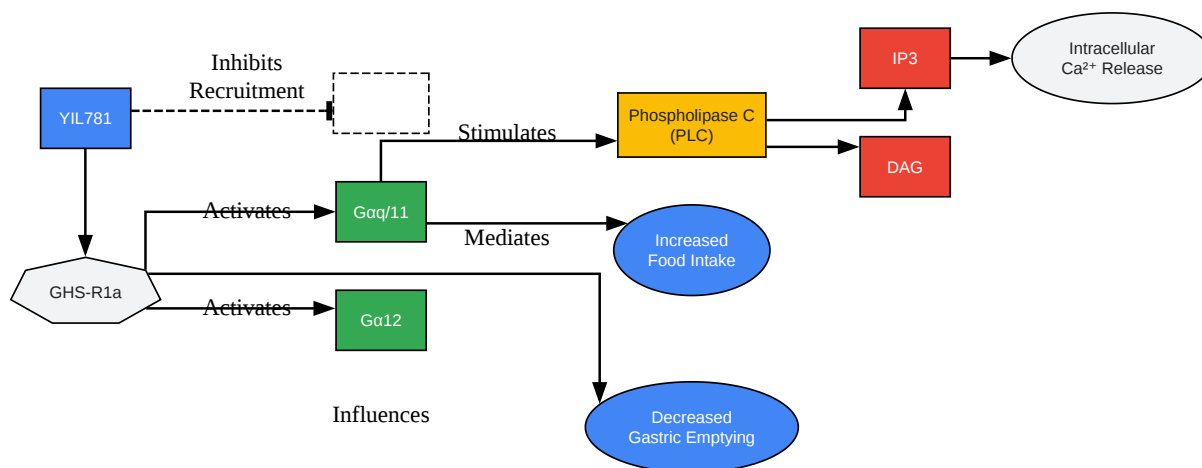 Inhibits
Recruitment
YIL781
IP3
Intracellular
Ca²⁺ Release
Stimulates
Phospholipase C
(PLC)
DAG
Activates
Gαq/11
Mediates
Increased
Food Intake
GHS-R1a
Activates
Gα12
Influences
Decreased
Gastric Emptying